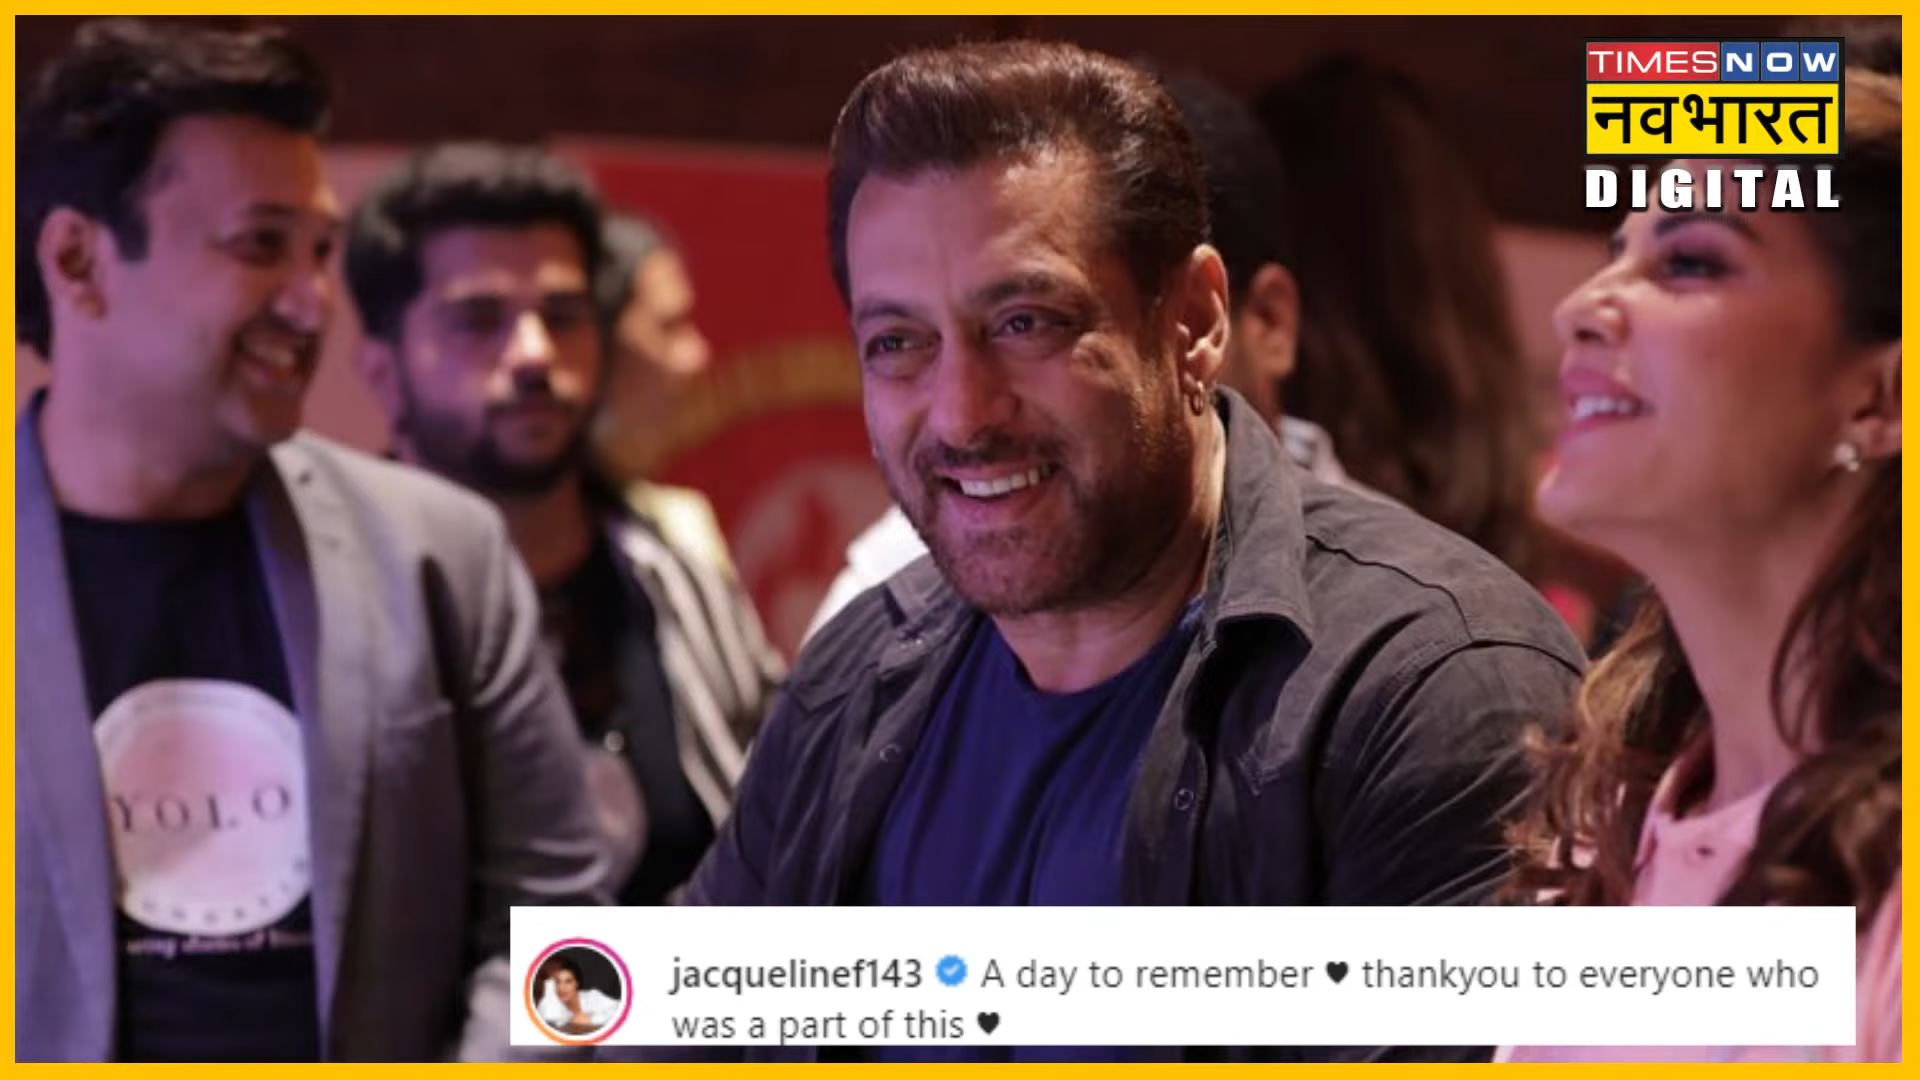 TIMES NOW
नवभारत
DIGITAL
YOLO
jacquelinef143 A day to remember ♥ thankyou to everyone who
was a part of this ♥